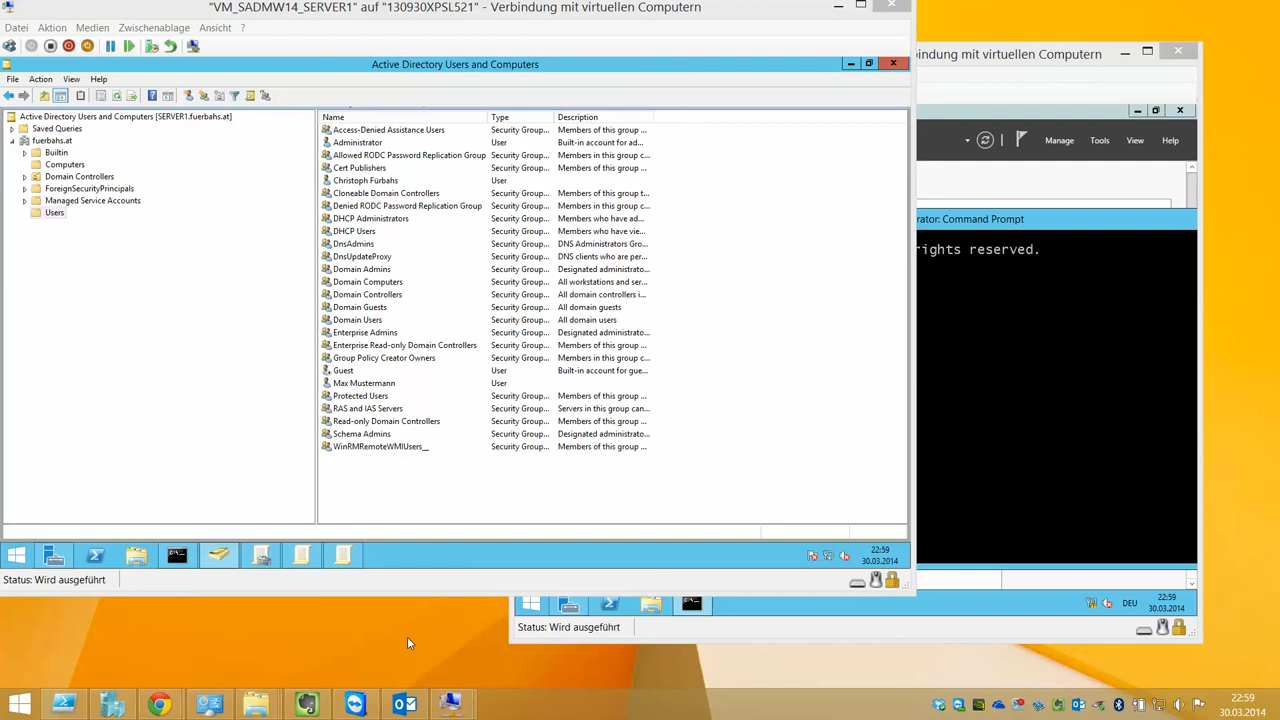 "VM_SADMW14_SERVER1" auf "130930XPSL521" - Verbindung mit virtuellen Computern
Datei Aktion Medien Zwischenablage Ansicht ?
Active Directory Users and Computers
File Action View Help
Active Directory Users and Computers [SERVER1.fuerbahs.at]
Saved Queries
fuerbahs.at
Builtin
Computers
Domain Controllers
ForeignSecurityPrincipals
Managed Service Accounts
Users
Name Type Description
Access-Denied Assistance Users Security Group... Members of this group ...
Administrator User Built-in account for ad...
Allowed RODC Password Replication Group Security Group... Members in this group c...
Cert Publishers Security Group... Members of this group ...
Christoph Fürbahs User
Cloneable Domain Controllers Security Group... Members of this group t...
Denied RODC Password Replication Group Security Group... Members in this group c...
DHCP Administrators Security Group... Members who have ad...
DHCP Users Security Group... Members who have vie...
DnsAdmins Security Group... DNS Administrators Gro...
DnsUpdateProxy Security Group... DNS clients who are per...
Domain Admins Security Group... Designated administrato...
Domain Computers Security Group... All workstations and ser...
Domain Controllers Security Group... All domain controllers i...
Domain Guests Security Group... All domain guests
Domain Users Security Group... All domain users
Enterprise Admins Security Group... Designated administrato...
Enterprise Read-only Domain Controllers Security Group... Members of this group ...
Group Policy Creator Owners Security Group... Members in this group c...
Guest User Built-in account for gue...
Max Mustermann User
Protected Users Security Group... Members of this group ...
RAS and IAS Servers Security Group... Servers in this group can...
Read-only Domain Controllers Security Group... Members of this group ...
Schema Admins Security Group... Designated administrato...
WinRMRemoteWMIUsers__ Security Group... Members of this group ...
22:59
30.03.2014
Status: Wird ausgeführt
bindung mit virtuellen Computern
Manage Tools View Help
rator: Command Prompt
rights reserved.
DEU
22:59
30.03.2014
Status: Wird ausgeführt
22:59
30.03.2014